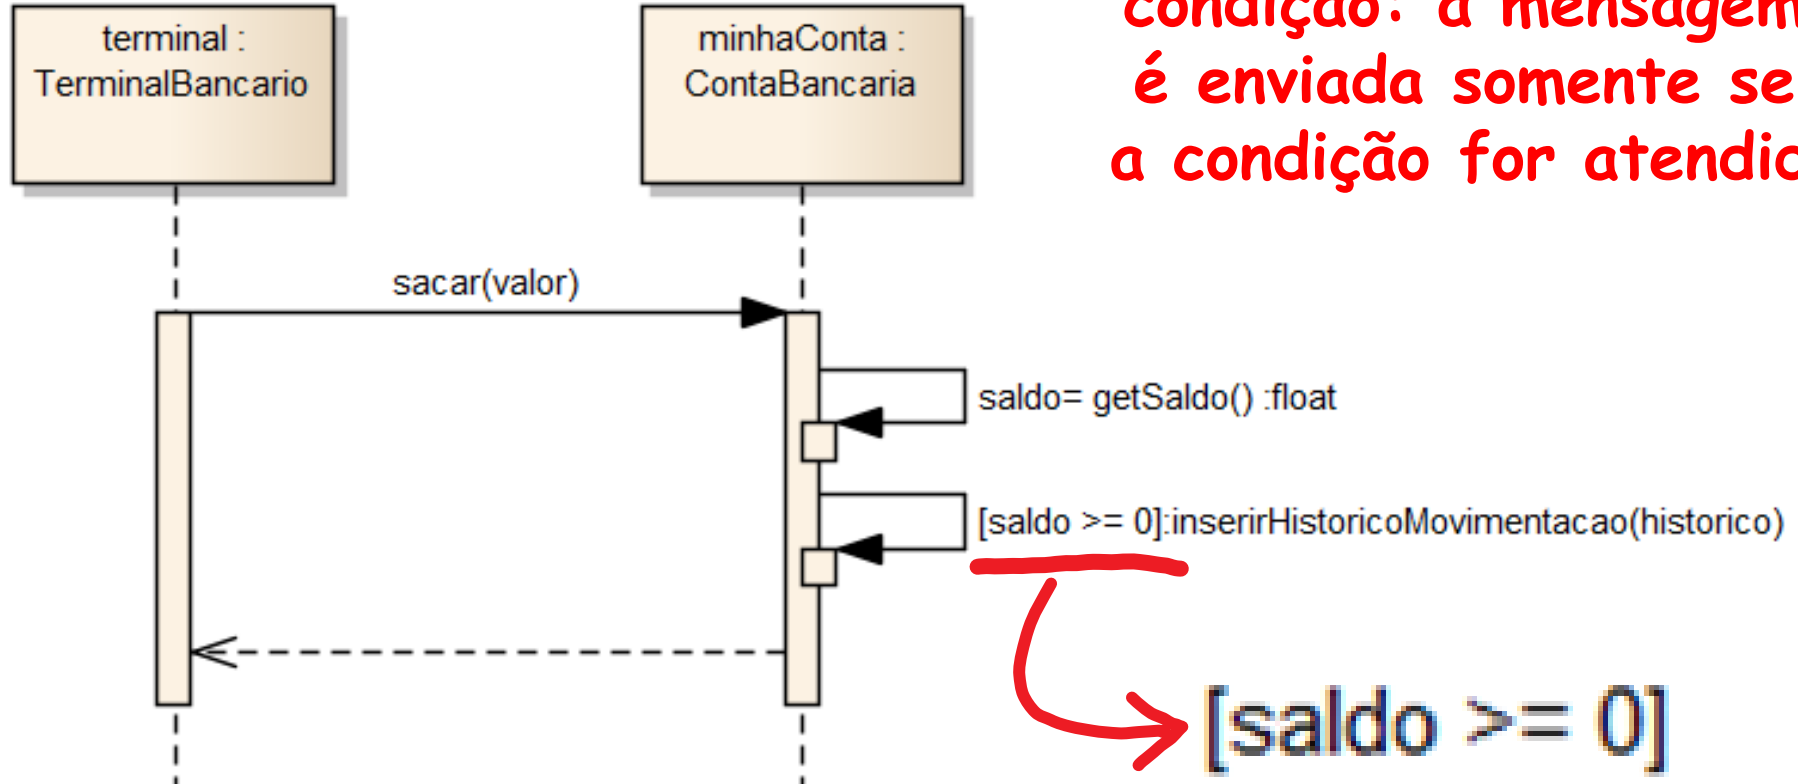 terminal :
TerminalBancario
minhaConta :
ContaBancaria
condição: a mensagem
é enviada somente se
a condição for
sacar(valor)
saldo= getSaldo() :float
[saldo >= 0]:inserirHistoricoMovimentacao(historico)
[saldo >= 0]